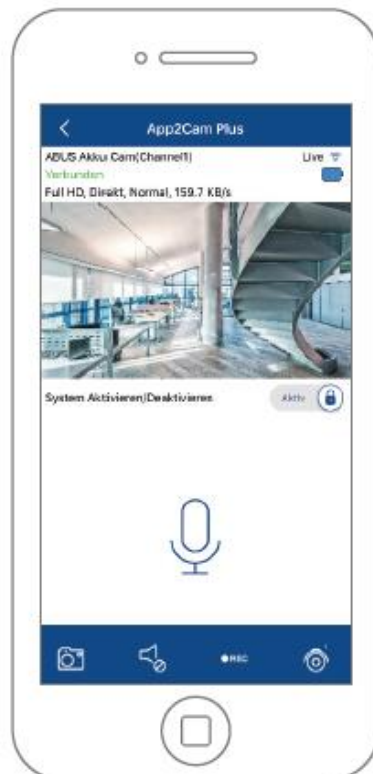 App2Cam Plus
ABUS Akku Cam(Channel1) Live
Verbunden
Full HD, Direkt, Normal, 159.7 KB/s
System Aktivieren/Deaktivieren Aktiv
REC